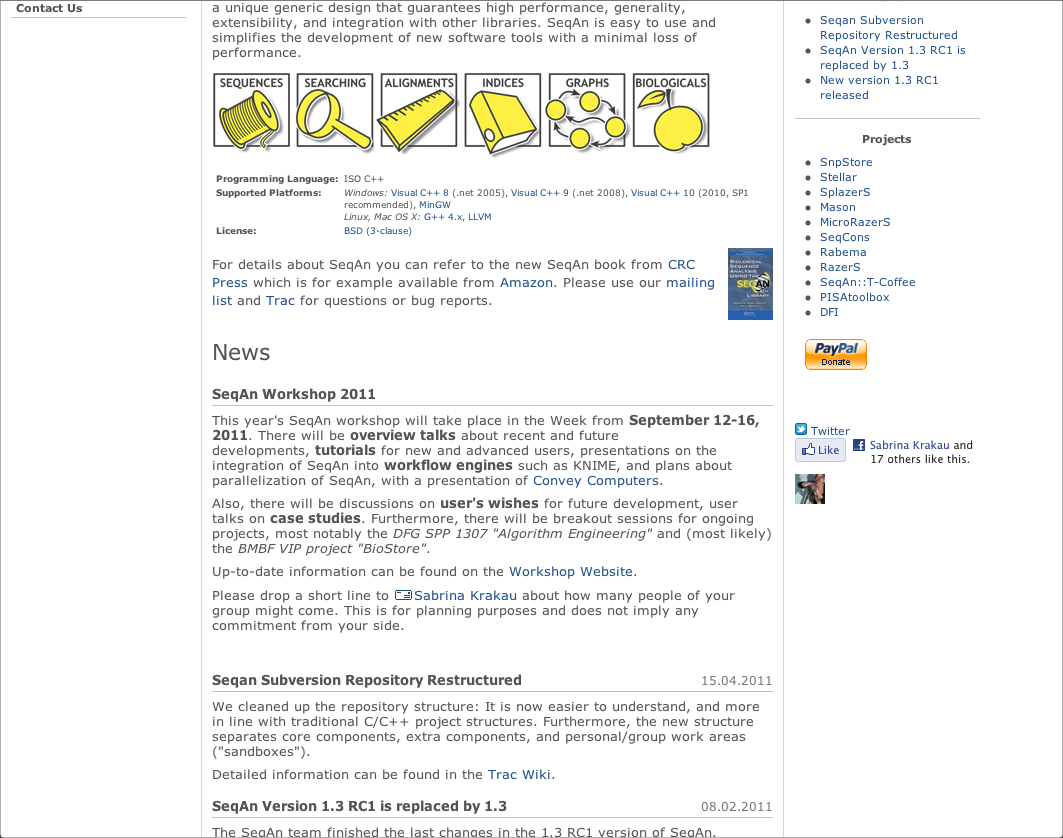 Contact Us
a unique generic design that guarantees high performance, generality,
extensibility, and integration with other libraries. SeqAn is easy to use and
simplifies the development of new software tools with a minimal loss of
performance.
SEQUENCES SEARCHING ALIGNMENTS INDICES GRAPHS BIOLOGICALS
Programming Language: ISO C++
Supported Platforms: Windows: Visual C++ 8 (.net 2005), Visual C++ 9 (.net 2008), Visual C++ 10 (2010, SP1
recommended), MinGW
Linux, Mac OS X: G++ 4.x, LLVM
License: BSD (3-clause)
For details about SeqAn you can refer to the new SeqAn book from CRC
Press which is for example available from Amazon. Please use our mailing
list and Trac for questions or bug reports.
BIOLOGICAL
SEQUENCE
ANALYSIS
USING THE
SEQAN
C++
LIBRARY
News
SeqAn Workshop 2011
This year's SeqAn workshop will take place in the Week from September 12-16,
2011. There will be overview talks about recent and future
developments, tutorials for new and advanced users, presentations on the
integration of SeqAn into workflow engines such as KNIME, and plans about
parallelization of SeqAn, with a presentation of Convey Computers.
Also, there will be discussions on user's wishes for future development, user
talks on case studies. Furthermore, there will be breakout sessions for ongoing
projects, most notably the DFG SPP 1307 "Algorithm Engineering" and (most likely)
the BMBF VIP project "BioStore".
Up-to-date information can be found on the Workshop Website.
Please drop a short line to Sabrina Krakau about how many people of your
group might come. This is for planning purposes and does not imply any
commitment from your side.
Seqan Subversion Repository Restructured 15.04.2011
We cleaned up the repository structure: It is now easier to understand, and more
in line with traditional C/C++ project structures. Furthermore, the new structure
separates core components, extra components, and personal/group work areas
("sandboxes").
Detailed information can be found in the Trac Wiki.
SeqAn Version 1.3 RC1 is replaced by 1.3 08.02.2011
The SeqAn team finished the last changes in the 1.3 RC1 version of SeqAn.
Seqan Subversion
Repository Restructured
SeqAn Version 1.3 RC1 is
replaced by 1.3
New version 1.3 RC1
released
Projects
SnpStore
Stellar
SplazerS
Mason
MicroRazerS
SeqCons
Rabema
RazerS
SeqAn::T-Coffee
PISAtoolbox
DFI
PayPal
Donate
Twitter
Like Sabrina Krakau and
17 others like this.